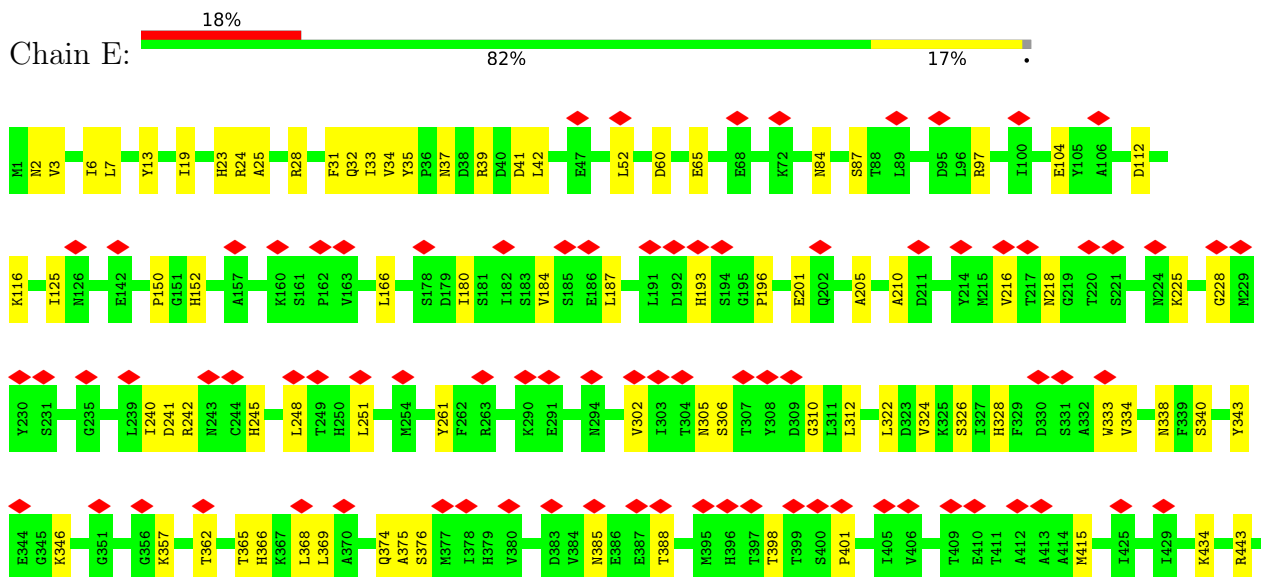 18%
Chain E:
82% 17% •
M1 N2 V3 I6 L7 Y13 I19 H23 R24 A25 R28 F31 Q32 I33 V34 Y35 P36 N37 D38 R39 D40 D41 L42 E47 L52 D60 E65 E68 K72 N84 S87 T88 L89 D95 L96 R97 I100 E104 Y105 A106 D112
K116 I125 N126 E142 P150 G151 H152 A157 K160 S161 P162 V163 L166 S178 D179 I180 S181 I182 S183 V184 S185 E186 L187 L191 D192 H193 S194 G195 P196 E201 Q202 A205 A210 D211 Y214 M215 V216 T217 N218 G219 T220 S221 N224 K225 G228 M229
Y230 S231 G235 L239 I240 D241 R242 N243 C244 H245 L248 T249 H250 L251 M254 Y261 F262 R263 K290 E291 N294 V302 I303 T304 N305 S306 T307 Y308 D309 G310 L311 L312 L322 D323 V324 K325 S326 I327 H328 F329 D330 S331 A332 W333 V334 N338 F339 S340 Y343
E344 G345 K346 G351 G356 K357 T362 T365 H366 K367 L368 L369 A370 Q374 A375 S376 M377 I378 H379 V380 D383 V384 N385 E386 E387 T388 M395 H396 T397 T398 T399 S400 P401 I405 V406 T409 E410 T411 A412 A413 A414 M415 I425 I429 K434 R443